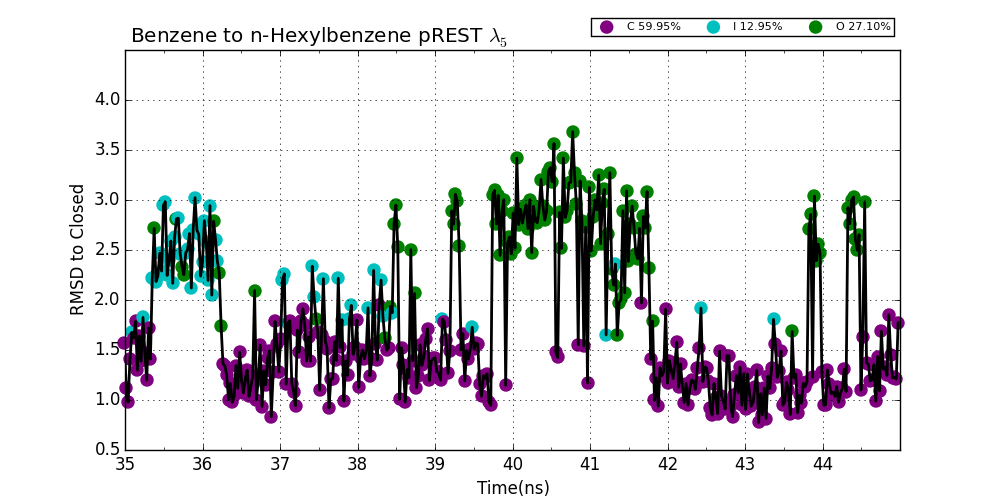 Benzene to n-Hexylbenzene pREST λ5
C 59.95% I 12.95% O 27.10%
RMSD to Closed
4.0
3.5
3.0
2.5
2.0
1.5
1.0
0.5
35 36 37 38 39 40 41 42 43 44
Time(ns)